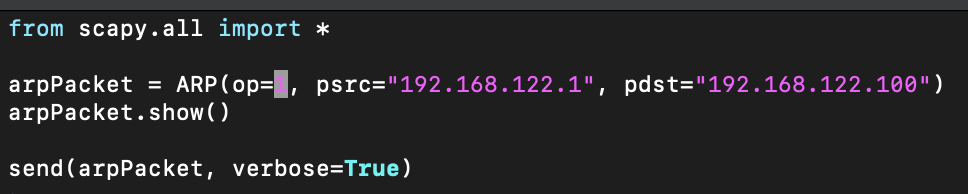 from scapy.all import *
arpPacket = ARP(op=1, psrc="192.168.122.1", pdst="192.168.122.100")
arpPacket.show()
send(arpPacket, verbose=True)